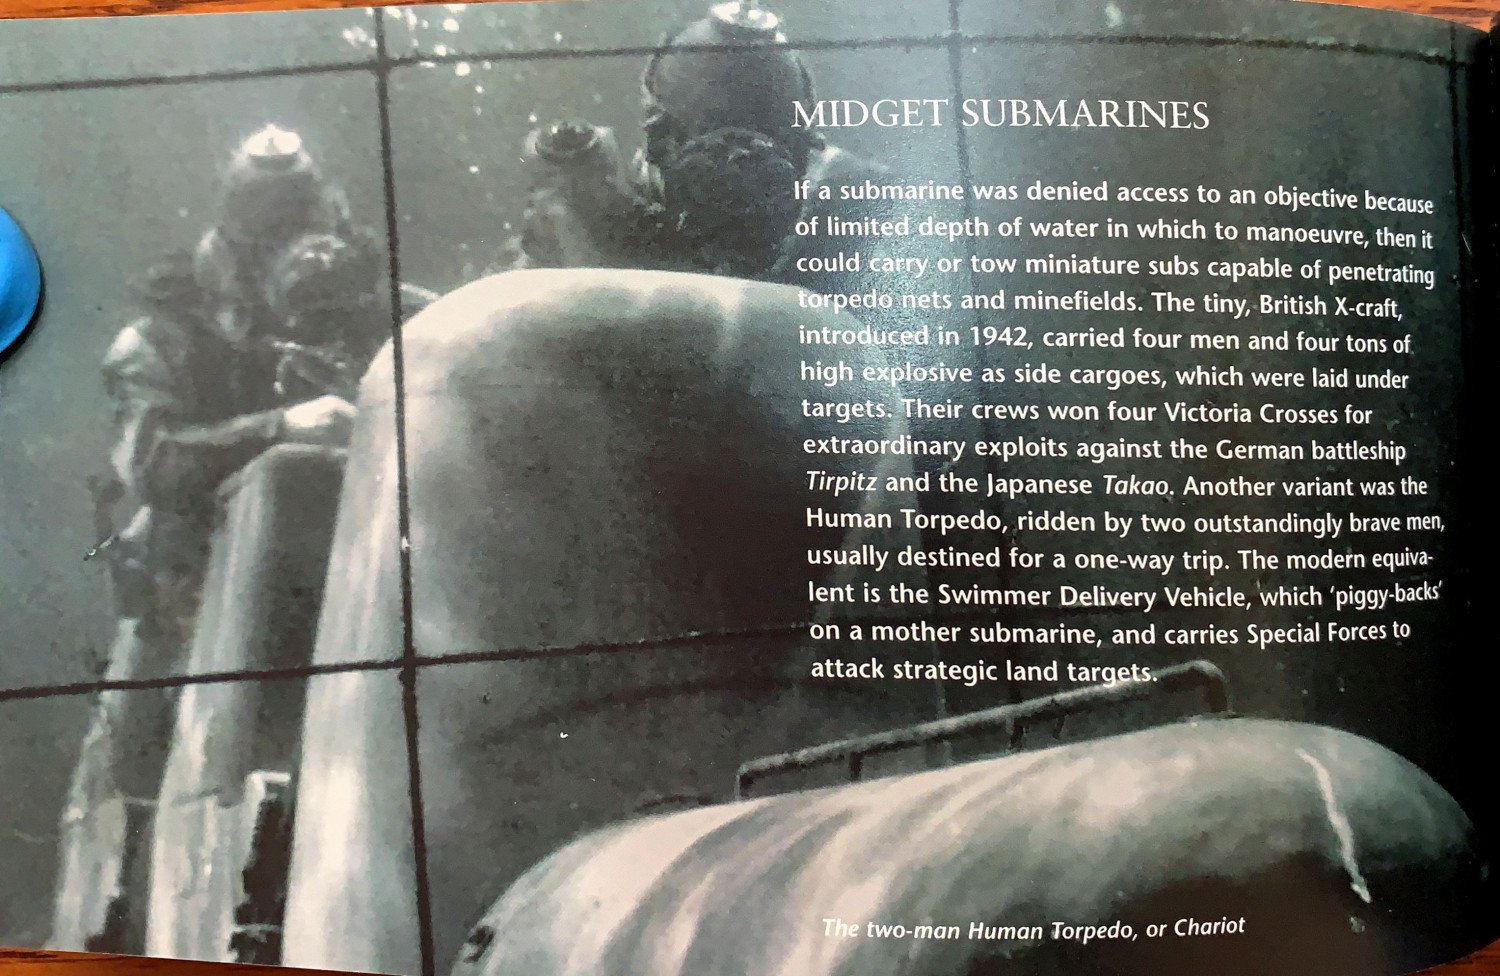 MIDGET SUBMARINES
If a submarine was denied access to an objective because
of limited depth of water in which to manoeuvre, then it
could carry or tow miniature subs capable of penetrating
torpedo nets and minefields. The tiny, British X-craft,
introduced in 1942, carried four men and four tons of
high explosive as side cargoes, which were laid under
targets. Their crews won four Victoria Crosses for
extraordinary exploits against the German battleship
Tirpitz and the Japanese Takao. Another variant was the
Human Torpedo, ridden by two outstandingly brave men,
usually destined for a one-way trip. The modern equiva-
lent is the Swimmer Delivery Vehicle, which ‘piggy-backs’
on a mother submarine, and carries Special Forces to
attack strategic land targets.
The two-man Human Torpedo, or Chariot